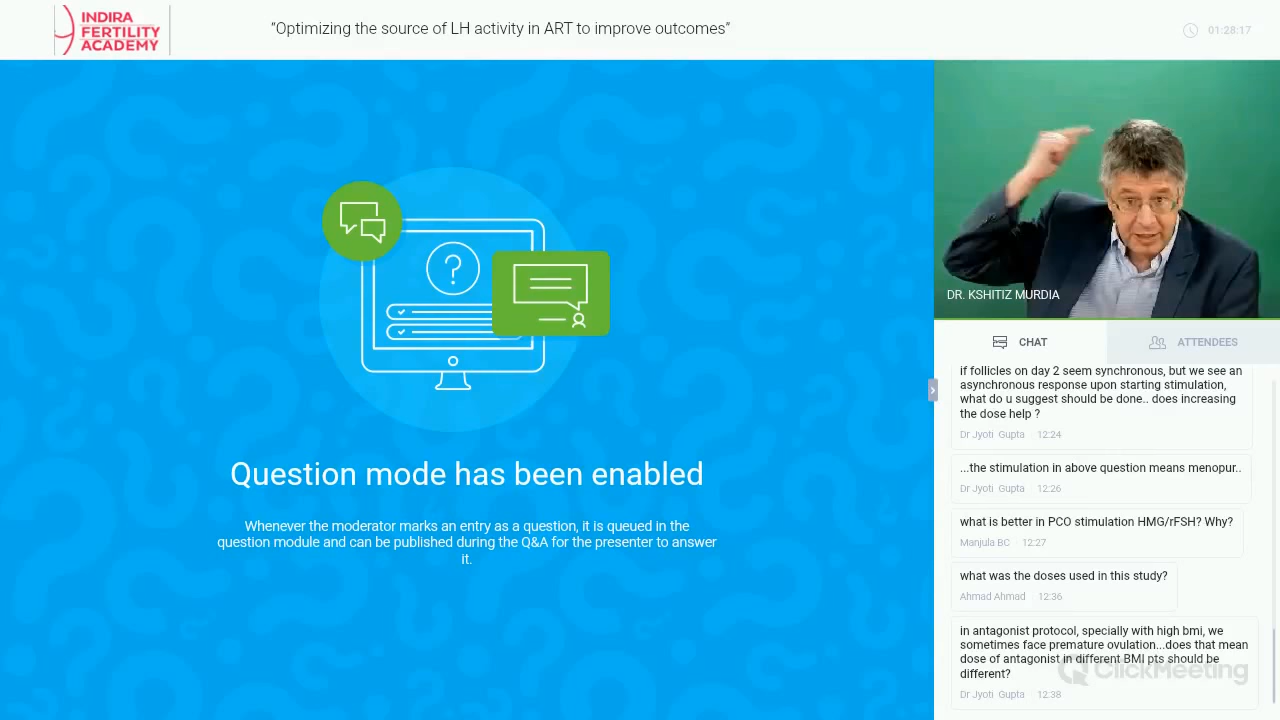 INDIRA
FERTILITY
ACADEMY
“Optimizing the source of LH activity in ART to improve outcomes”
01:28:17
Question mode has been enabled
Whenever the moderator marks an entry as a question, it is queued in the
question module and can be published during the Q&A for the presenter to answer
it.
DR. KSHITIZ MURDIA
CHAT
ATTENDEES
if follicles on day 2 seem synchronous, but we see an
asynchronous response upon starting stimulation,
what do u suggest should be done.. does increasing
the dose help ?
Dr Jyoti Gupta · 12:24
...the stimulation in above question means menopur..
Dr Jyoti Gupta · 12:26
what is better in PCO stimulation HMG/rFSH? Why?
Manjula BC · 12:27
what was the doses used in this study?
Ahmad Ahmad · 12:36
in antagonist protocol, specially with high bmi, we
sometimes face premature ovulation...does that mean
dose of antagonist in different BMI pts should be
different?
ClickMeeting
Dr Jyoti Gupta · 12:38